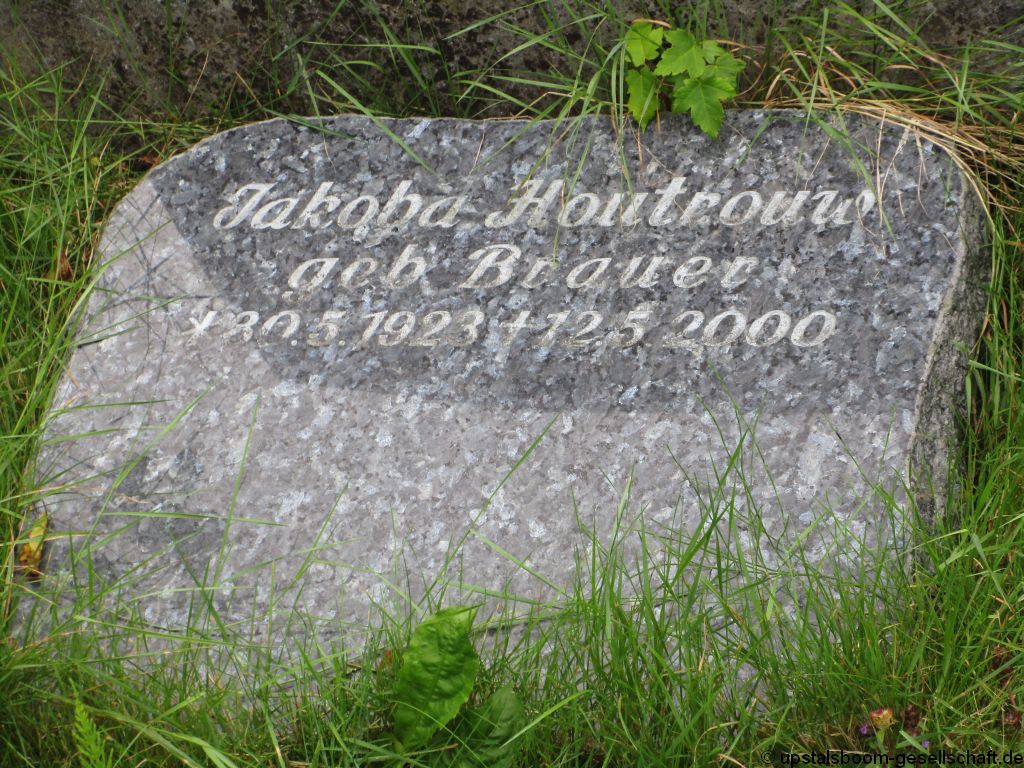 Jakoba Houtrouw
geb. Brauer
* 30.5.1923 † 12.5 2000
© upstalsboom-gesellschaft.de